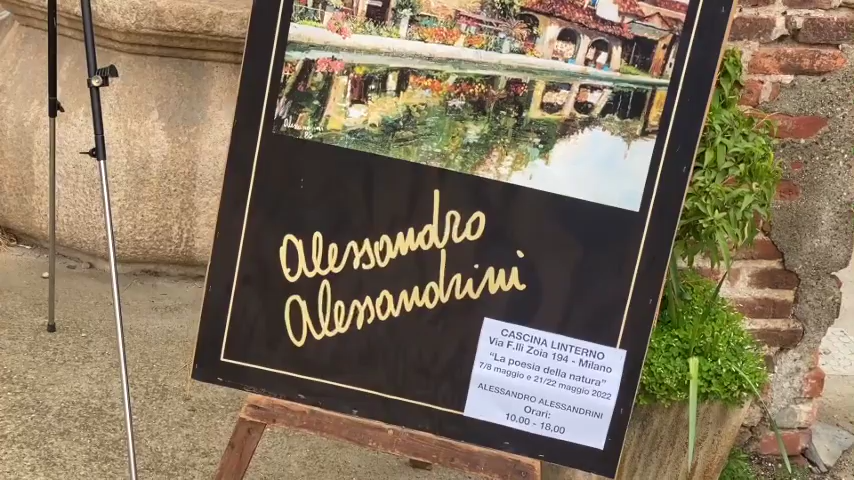 Alessandro
Alessandrini
CASCINA LINTERNO
Via F.lli Zoia 194 - Milano
"La poesia della natura"
7/8 maggio e 21/22 maggio 2022
ALESSANDRO ALESSANDRINI
Orari:
10.00 - 18.00